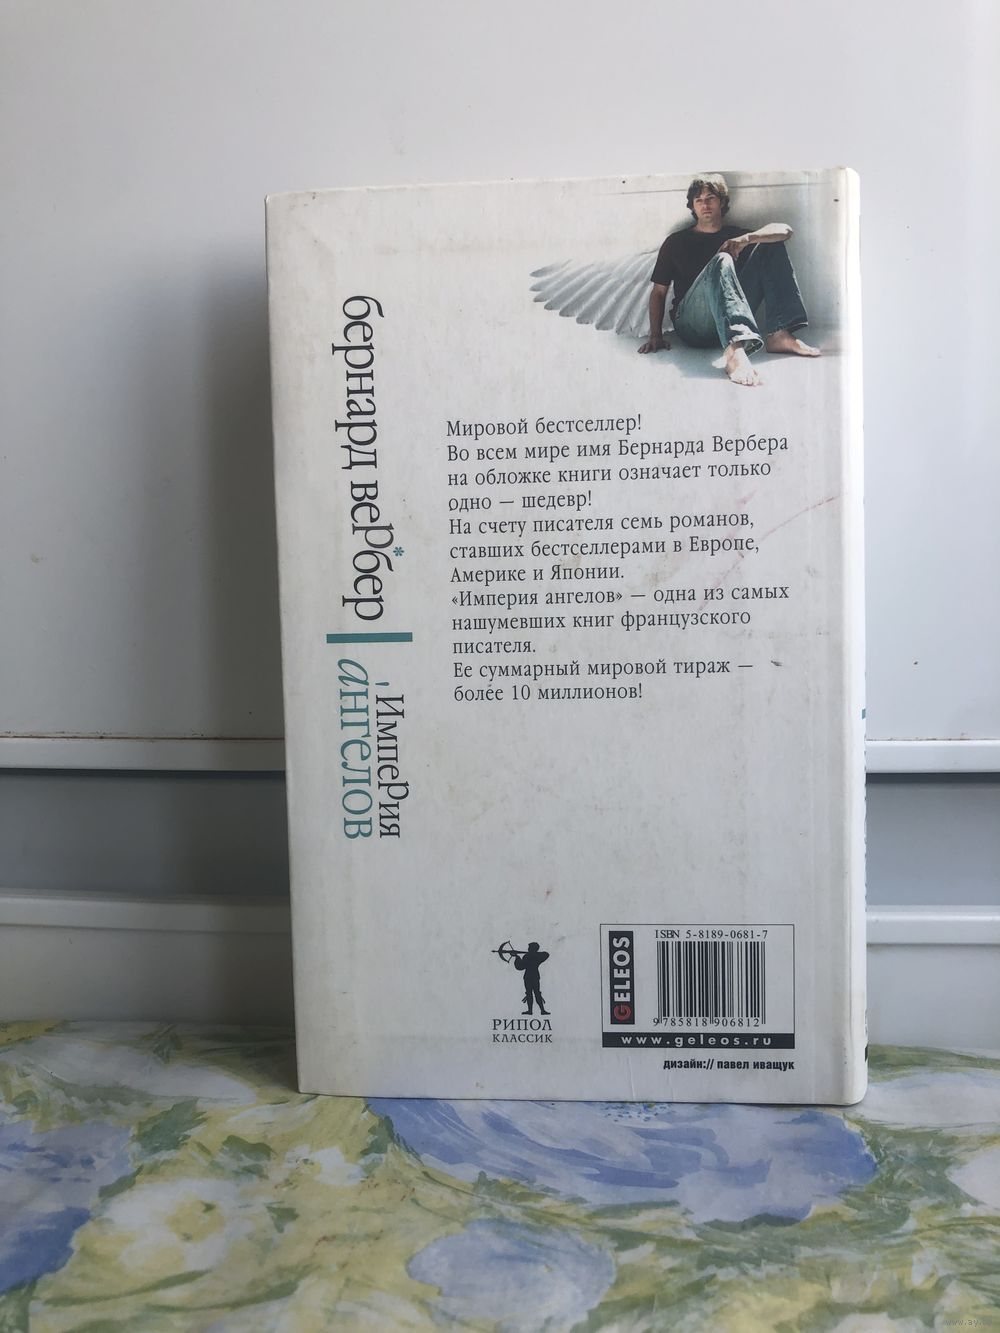 бернард вербер
Империя
ангелов
Мировой бестселлер!
Во всем мире имя Бернарда Вербера
на обложке книги означает только
одно — шедевр!
На счету писателя семь романов,
ставших бестселлерами в Европе,
Америке и Японии.
«Империя ангелов» — одна из самых
нашумевших книг французского
писателя.
Ее суммарный мировой тираж —
более 10 миллионов!
РИПОЛ
КЛАССИК
GELEOS
ISBN 5-8189-0681-7
9 785818 906812
www.geleos.ru
дизайн:// павел иващук